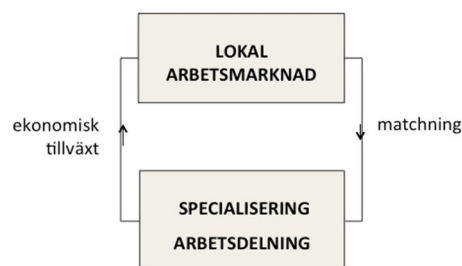 LOKAL
ARBETSMARKNAD
ekonomisk
tillväxt
matchning
SPECIALISERING
ARBETSDELNING